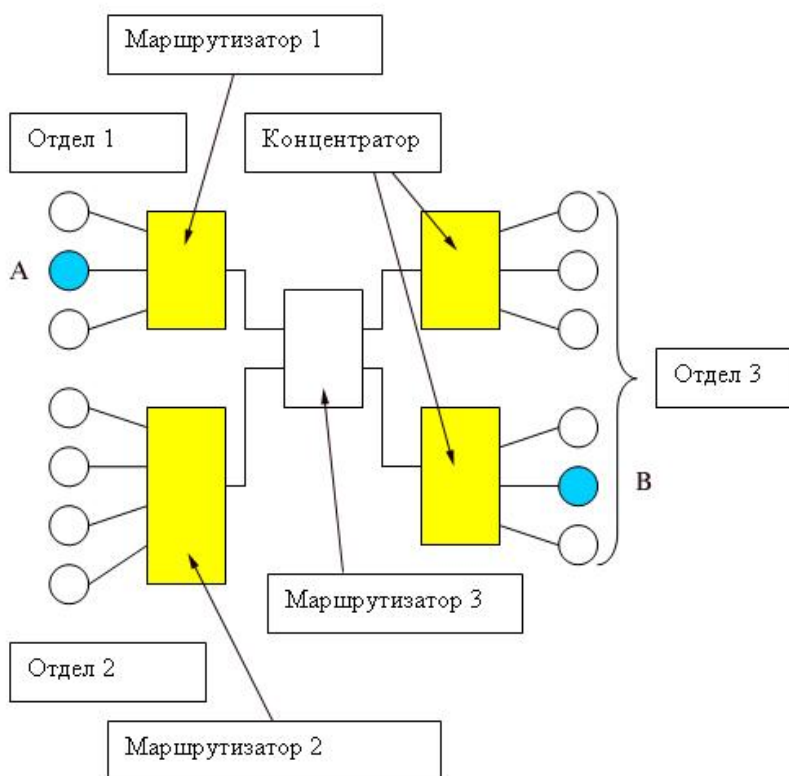 Маршрутизатор 1
Отдел 1
Концентратор
A
Отдел 3
B
Маршрутизатор 3
Отдел 2
Маршрутизатор 2